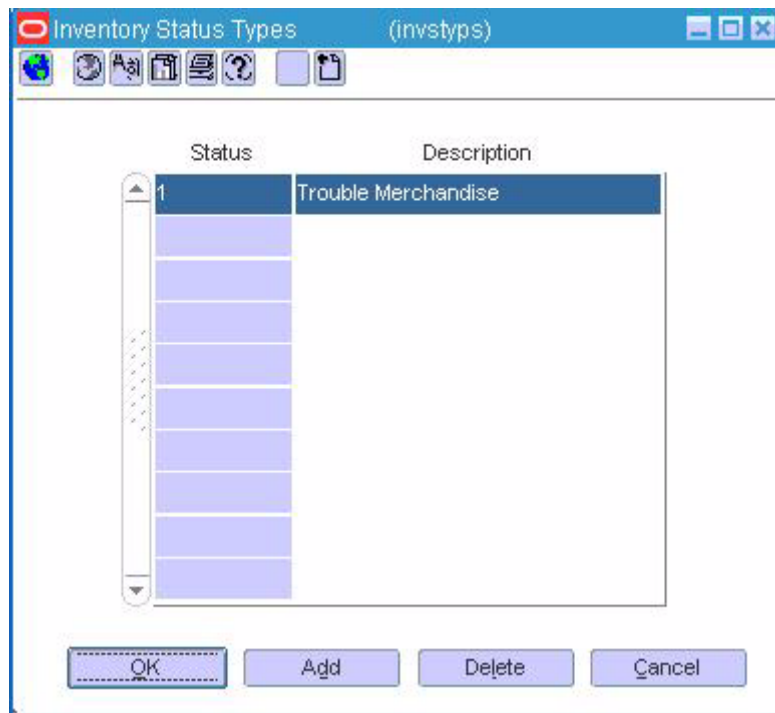 Inventory Status Types (invstyps)
Status Description
1 Trouble Merchandise
OK Add Delete Cancel